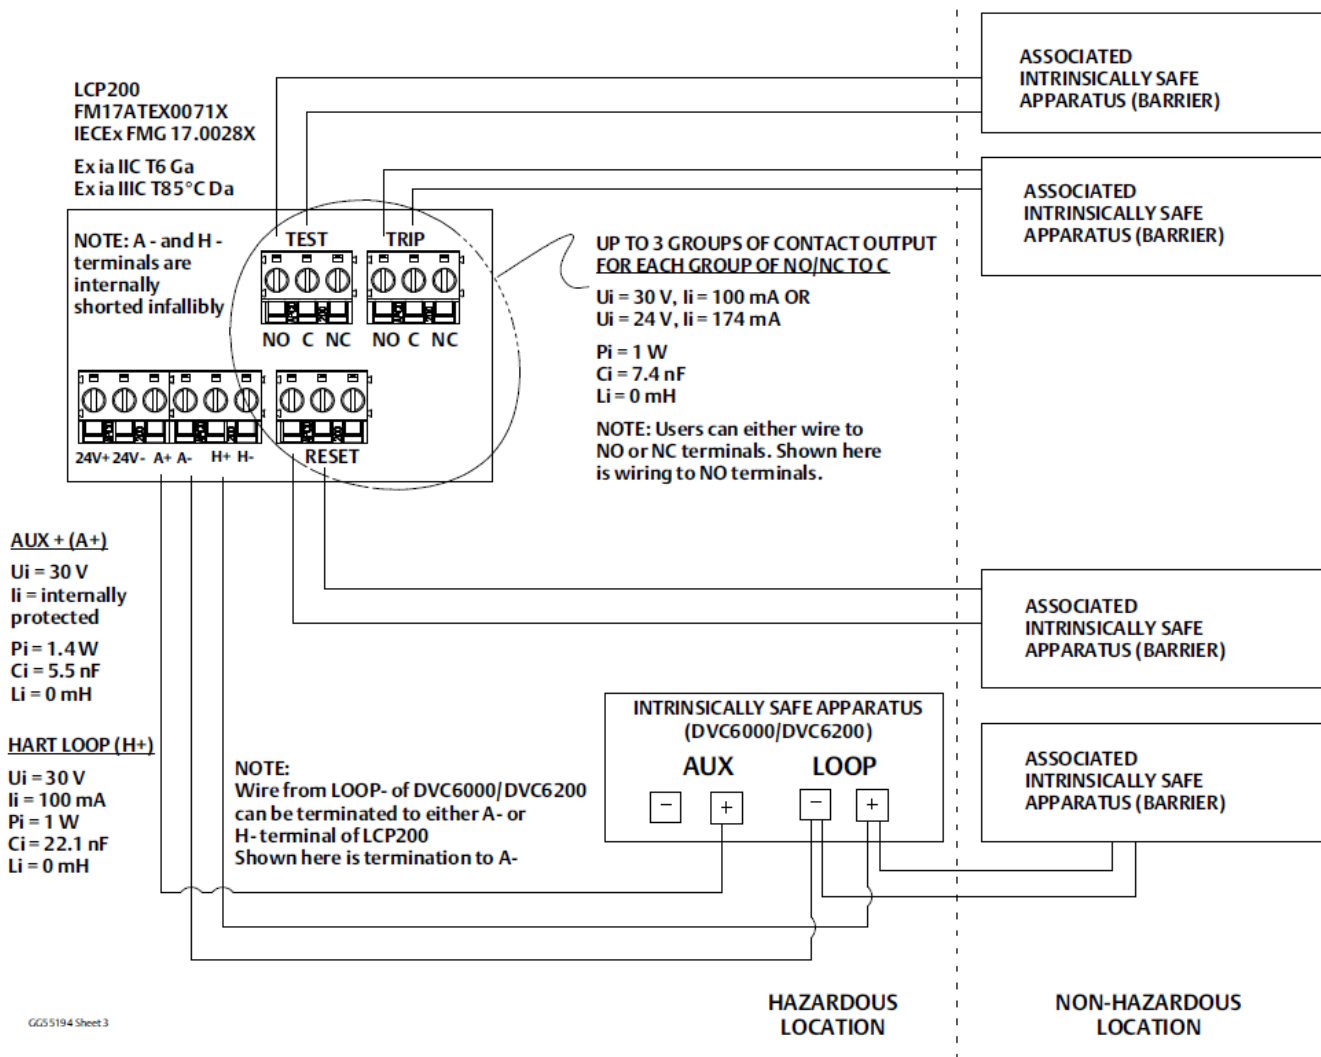 LCP200
FM17ATEX0071X
IECEx FMG 17.0028X
Ex ia IIC T6 Ga
Ex ia IIIC T85°C Da
NOTE: A - and H -
terminals are
internally
shorted infallibly
TEST
TRIP
NO C NC
NO C NC
24V+ 24V- A+ A- H+ H-
RESET
UP TO 3 GROUPS OF CONTACT OUTPUT
FOR EACH GROUP OF NO/NC TO C
Ui = 30 V, Ii = 100 mA OR
Ui = 24 V, Ii = 174 mA
Pi = 1 W
Ci = 7.4 nF
Li = 0 mH
NOTE: Users can either wire to
NO or NC terminals. Shown here
is wiring to NO terminals.
ASSOCIATED
INTRINSICALLY SAFE
APPARATUS (BARRIER)
ASSOCIATED
INTRINSICALLY SAFE
APPARATUS (BARRIER)
ASSOCIATED
INTRINSICALLY SAFE
APPARATUS (BARRIER)
ASSOCIATED
INTRINSICALLY SAFE
APPARATUS (BARRIER)
AUX + (A+)
Ui = 30 V
Ii = internally
protected
Pi = 1.4 W
Ci = 5.5 nF
Li = 0 mH
HART LOOP (H+)
Ui = 30 V
Ii = 100 mA
Pi = 1 W
Ci = 22.1 nF
Li = 0 mH
NOTE:
Wire from LOOP- of DVC6000/DVC6200
can be terminated to either A- or
H- terminal of LCP200
Shown here is termination to A-
INTRINSICALLY SAFE APPARATUS
(DVC6000/DVC6200)
AUX LOOP
- + - +
HAZARDOUS
LOCATION
NON-HAZARDOUS
LOCATION
GG55194 Sheet 3